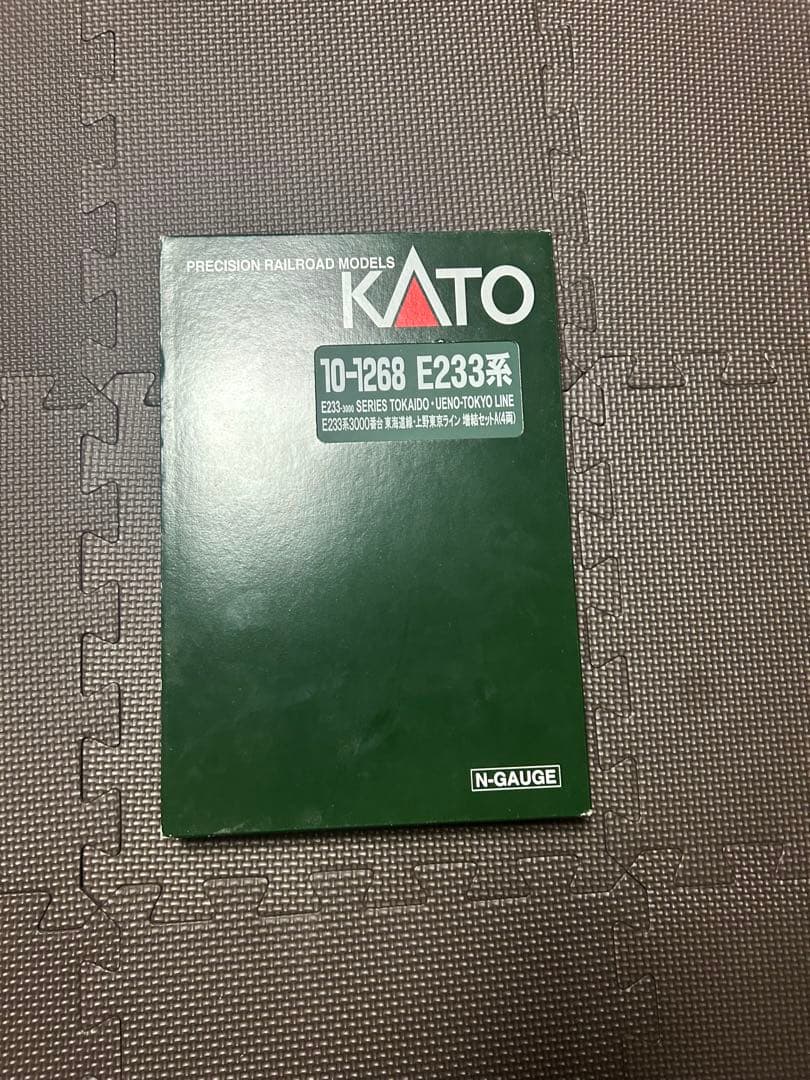 PRECISION RAILROAD MODELS
KATO
10-1268 E233系
E233-3000 SERIES TOKAIDO・UENO-TOKYO LINE
E233系3000番台 東海道線・上野東京ライン 増結セットA(4両)
N-GAUGE